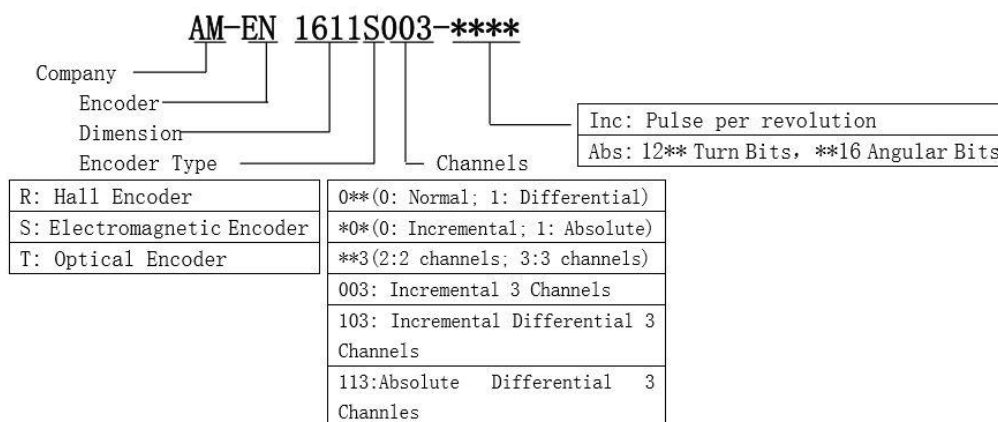 AM-EN 1611S003-****
Company
Encoder
Dimension
Encoder Type
Channels
Inc: Pulse per revolution
Abs: 12** Turn Bits, **16 Angular Bits
R: Hall Encoder
S: Electromagnetic Encoder
T: Optical Encoder
0**(0: Normal; 1: Differential)
*0*(0: Incremental; 1: Absolute)
**3(2:2 channels; 3:3 channels)
003: Incremental 3 Channels
103: Incremental Differential 3
Channels
113:Absolute Differential 3
Channles